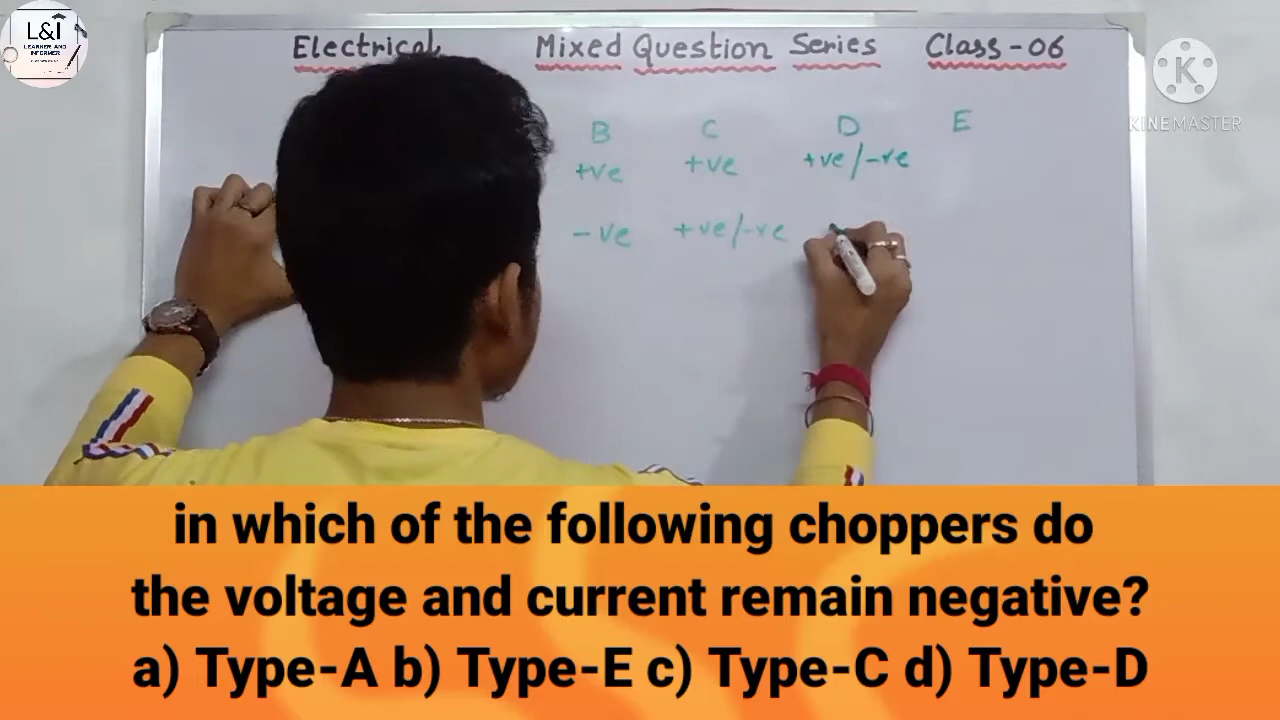 L&I
LEARNER AND
INFORMER
Electrical Mixed Question Series Class - 06
KINEMASTER
B C D E
+ve +ve +ve/-ve
-ve +ve/-ve
in which of the following choppers do
the voltage and current remain negative?
a) Type-A b) Type-E c) Type-C d) Type-D